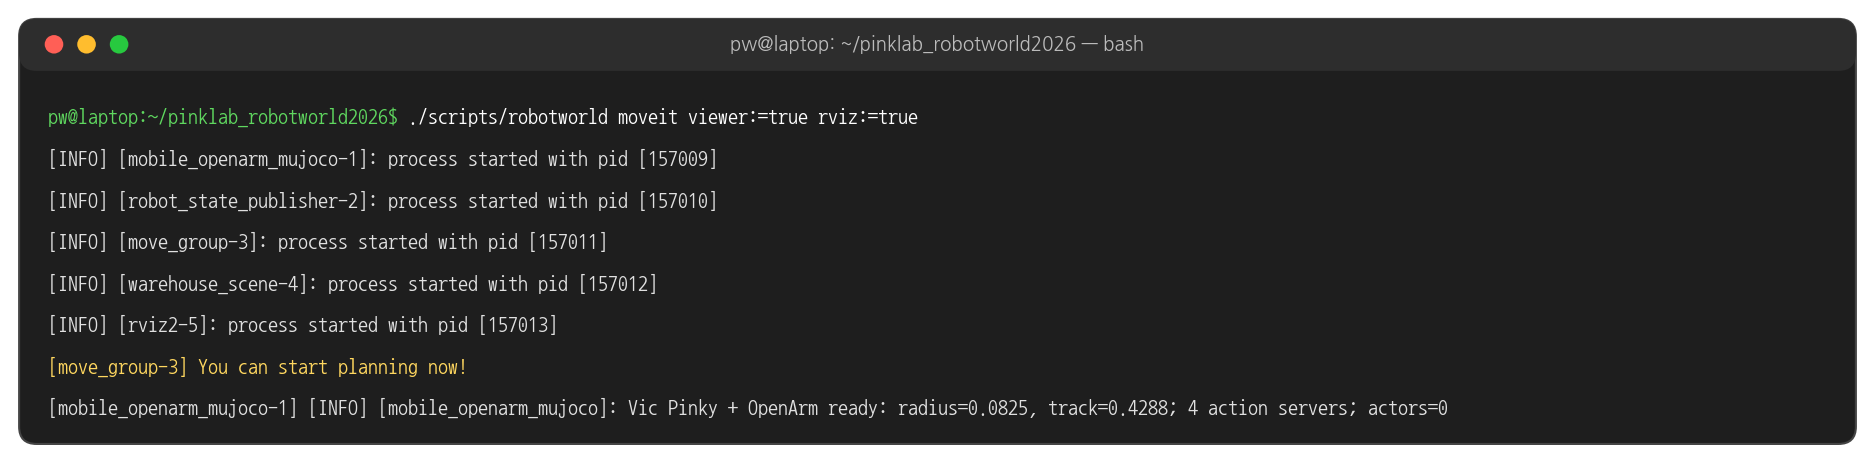 pw@laptop: ~/pinklab_robotworld2026 — bash
pw@laptop:~/pinklab_robotworld2026$ ./scripts/robotworld moveit viewer:=true rviz:=true
[INFO] [mobile_openarm_mujoco-1]: process started with pid [157009]
[INFO] [robot_state_publisher-2]: process started with pid [157010]
[INFO] [move_group-3]: process started with pid [157011]
[INFO] [warehouse_scene-4]: process started with pid [157012]
[INFO] [rviz2-5]: process started with pid [157013]
[move_group-3] You can start planning now!
[mobile_openarm_mujoco-1] [INFO] [mobile_openarm_mujoco]: Vic Pinky + OpenArm ready: radius=0.0825, track=0.4288; 4 action servers; actors=0